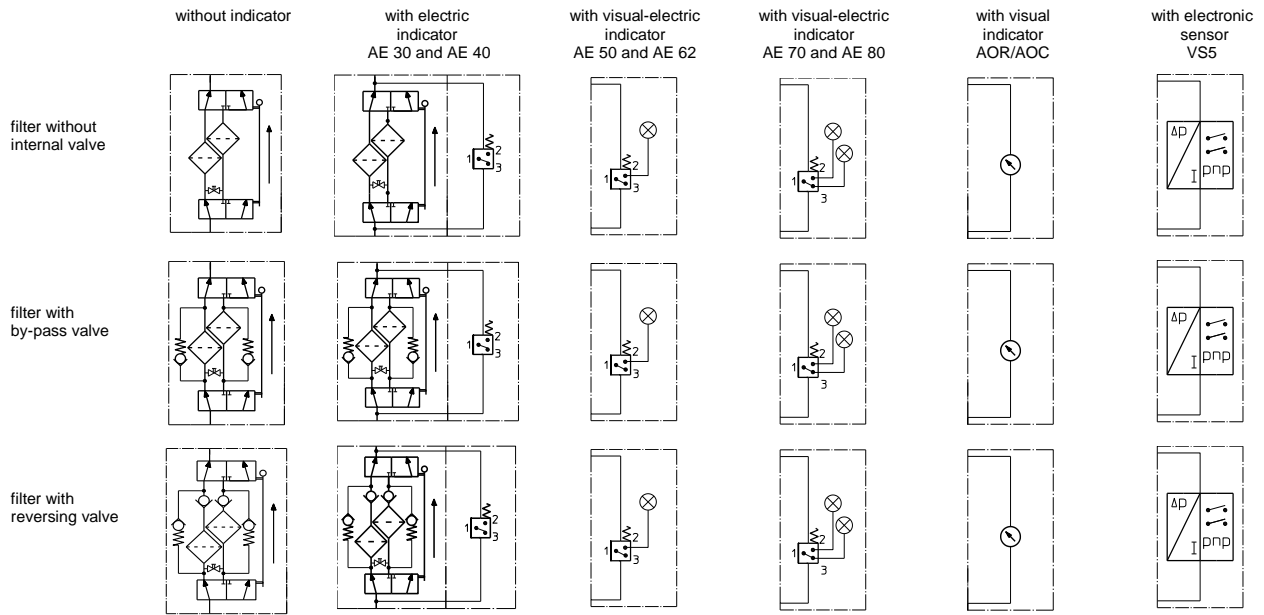 without indicator
with electric
indicator
AE 30 and AE 40
with visual-electric
indicator
AE 50 and AE 62
with visual-electric
indicator
AE 70 and AE 80
with visual
indicator
AOR/AOC
with electronic
sensor
VS5
filter without
internal valve
1 2 3
1 2 3
1 2 3
Δp
I pnp
filter with
by-pass valve
1 2 3
1 2 3
1 2 3
Δp
I pnp
filter with
reversing valve
1 2 3
1 2 3
1 2 3
Δp
I pnp